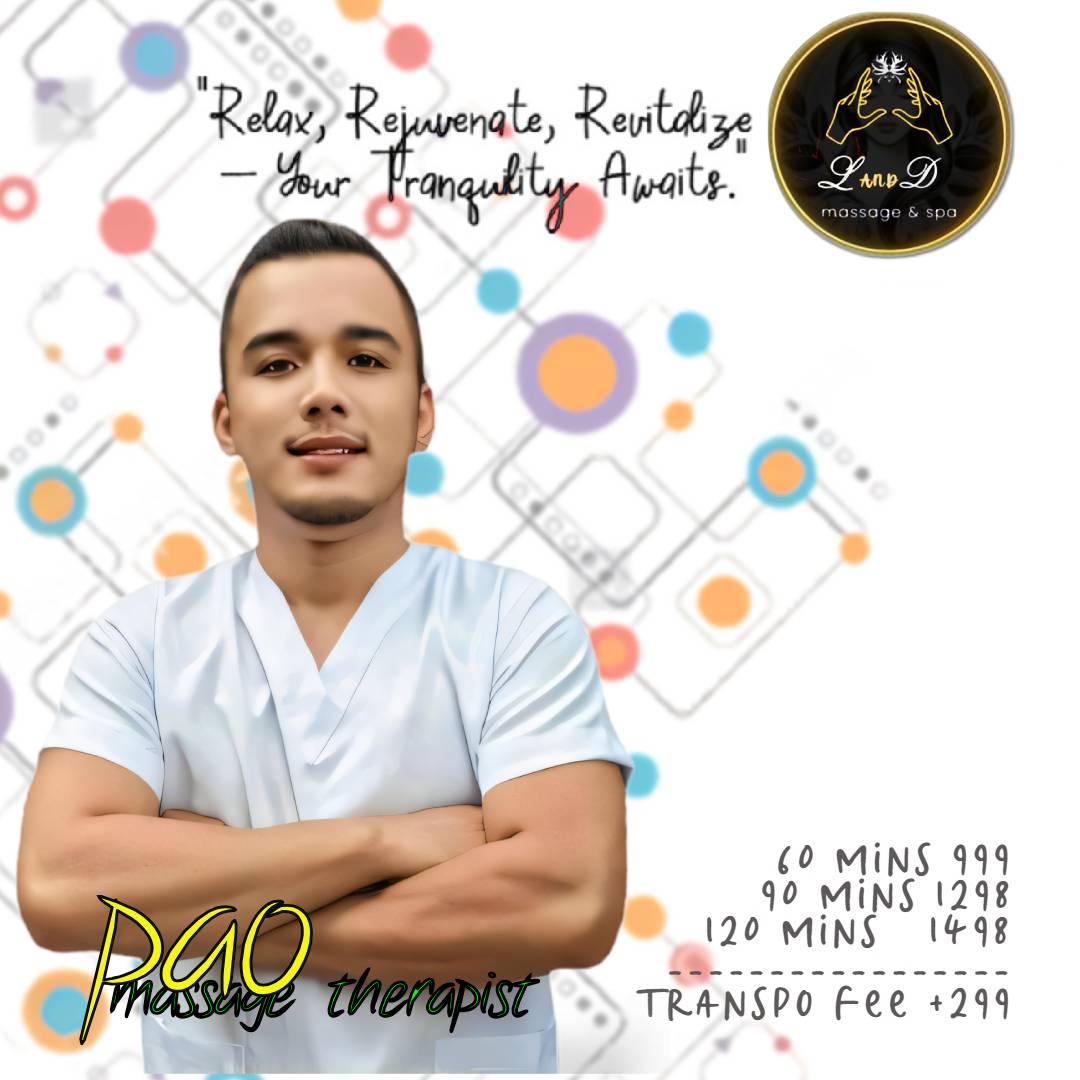 "Relax, Rejuvenate, Revitalize"
— Your Tranquility Awaits."
L AND D
massage & spa
60 MiNS 999
90 MiNS 1298
120 MiNS 1498
-----------------
TRANSPO Fee +299
pao
massage therapist